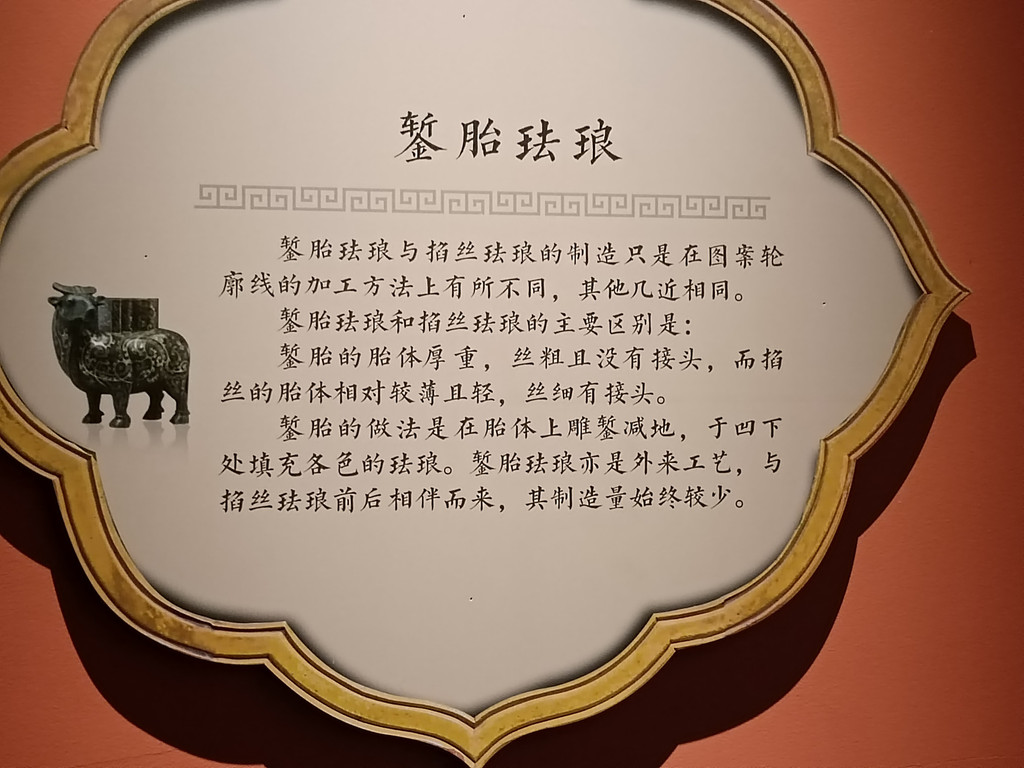 錾胎珐琅
錾胎珐琅与掐丝珐琅的制造只是在图案轮
廓线的加工方法上有所不同，其他几近相同。
錾胎珐琅和掐丝珐琅的主要区别是：
錾胎的胎体厚重，丝粗且没有接头，而掐
丝的胎体相对较薄且轻，丝细有接头。
錾胎的做法是在胎体上雕錾减地，于凹下
处填充各色的珐琅。錾胎珐琅亦是外来工艺，与
掐丝珐琅前后相伴而来，其制造量始终较少。